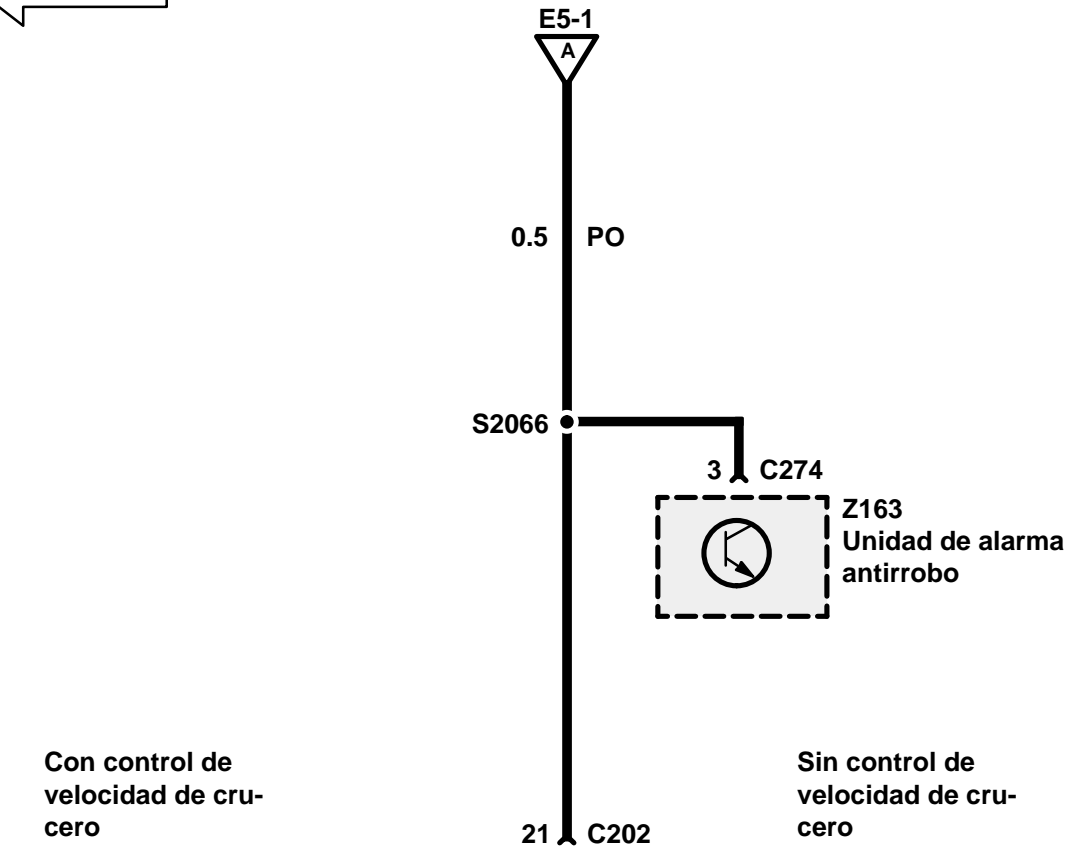 E5-1
A
0.5 PO
S2066
3 C274
Z163
Unidad de alarma
antirrobo
Con control de
velocidad de cru-
cero
Sin control de
velocidad de cru-
cero
21 C202